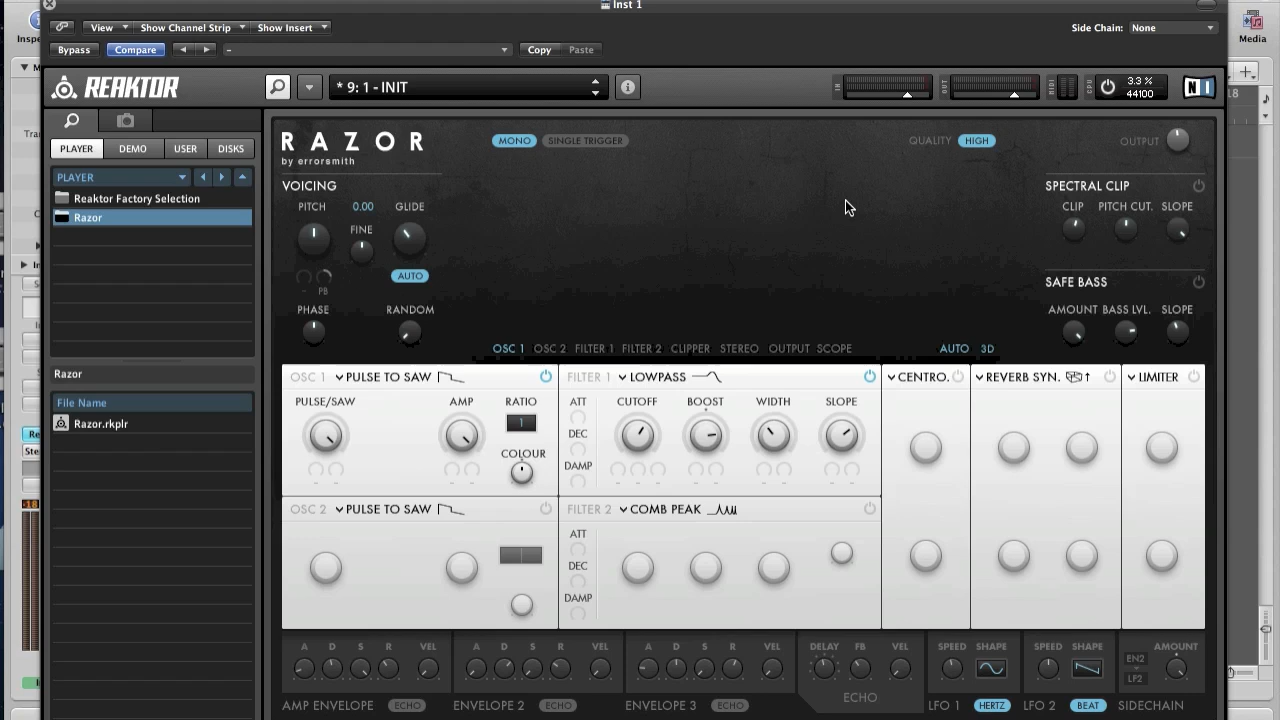 Inst 1
View Show Channel Strip Show Insert Side Chain: None
Bypass Compare - Copy Paste
Media
REAKTOR * 9: 1 - INIT i IN OUT MIDI CPU 3.3 % 44100 NI
PLAYER DEMO USER DISKS
PLAYER
Reaktor Factory Selection
Razor
Razor
File Name
Razor.rkplr
RAZOR MONO SINGLE TRIGGER QUALITY HIGH OUTPUT
by errorsmith
VOICING SPECTRAL CLIP
PITCH 0.00 GLIDE CLIP PITCH CUT. SLOPE
FINE
AUTO
PB
SAFE BASS
PHASE RANDOM AMOUNT BASS LVL. SLOPE
OSC 1 OSC 2 FILTER 1 FILTER 2 CLIPPER STEREO OUTPUT SCOPE AUTO 3D
OSC 1 PULSE TO SAW FILTER 1 LOWPASS CENTRO. REVERB SYN. LIMITER
PULSE/SAW AMP RATIO ATT CUTOFF BOOST WIDTH SLOPE
1
DEC
COLOUR
DAMP
OSC 2 PULSE TO SAW FILTER 2 COMB PEAK
ATT
DEC
DAMP
A D S R VEL A D S R VEL A D S R VEL DELAY FB VEL SPEED SHAPE SPEED SHAPE AMOUNT
EN2
LP2
AMP ENVELOPE ECHO ENVELOPE 2 ECHO ENVELOPE 3 ECHO ECHO LFO 1 HERTZ LFO 2 BEAT SIDECHAIN